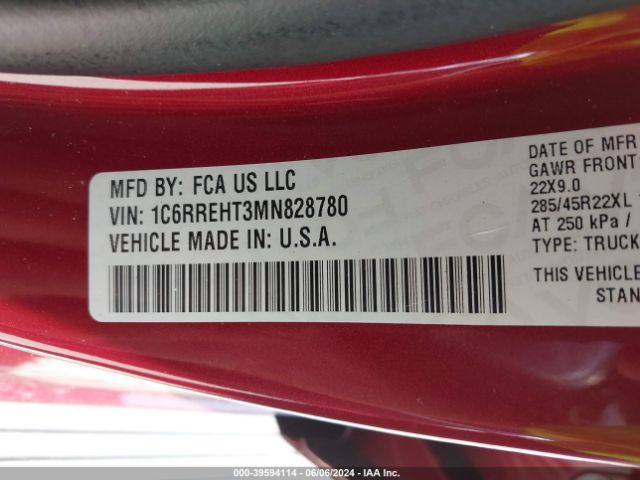 MFD BY: FCA US LLC
VIN: 1C6RREHT3MN828780
VEHICLE MADE IN: U.S.A.
DATE OF MFR
GAWR FRONT
22X9.0
285/45R22XL
AT 250 kPa /
TYPE: TRUCK
THIS VEHICLE
STAN
000-39594114 - 06/06/2024 - IAA Inc.